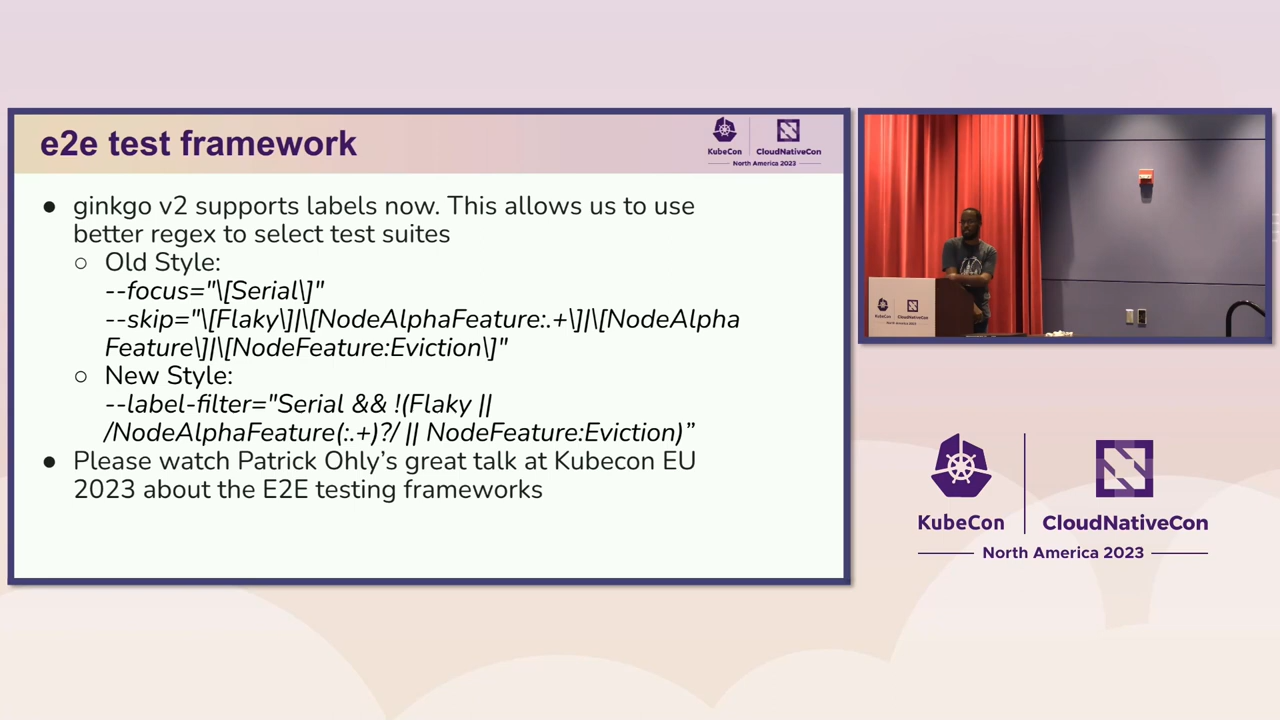 e2e test framework
KubeCon
CloudNativeCon
North America 2023
● ginkgo v2 supports labels now. This allows us to use
better regex to select test suites
○ Old Style:
--focus="\[Serial\]"
--skip="\[Flaky\]|\[NodeAlphaFeature:.+\]|\[NodeAlpha
Feature\]|\[NodeFeature:Eviction\]"
○ New Style:
--label-filter="Serial && !(Flaky ||
/NodeAlphaFeature(:.+)?/ || NodeFeature:Eviction)”
● Please watch Patrick Ohly’s great talk at Kubecon EU
2023 about the E2E testing frameworks
KubeCon
CloudNativeCon
North America 2023